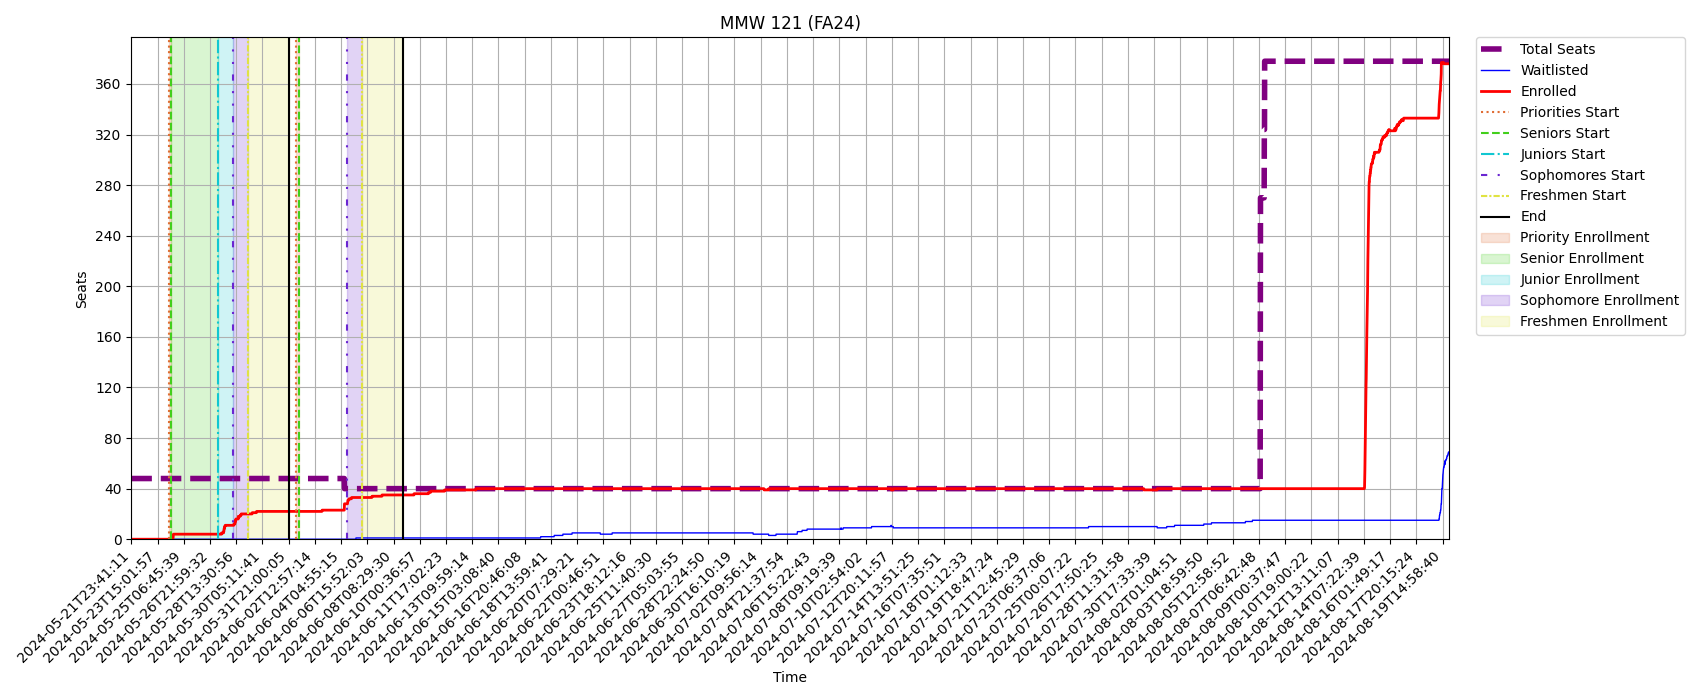 MMW 121 (FA24)
Seats
360
320
280
240
200
160
120
80
40
0
2024-05-21T23:41:11
2024-05-23T15:01:57
2024-05-25T06:45:39
2024-05-26T21:59:32
2024-05-28T13:30:56
2024-05-30T05:11:41
2024-05-31T21:00:05
2024-06-02T12:57:14
2024-06-04T04:55:15
2024-06-06T15:52:03
2024-06-08T08:29:30
2024-06-10T00:36:57
2024-06-11T17:02:23
2024-06-13T09:59:14
2024-06-15T03:08:40
2024-06-16T20:46:08
2024-06-18T13:59:41
2024-06-20T07:29:21
2024-06-22T00:46:51
2024-06-23T18:12:16
2024-06-25T11:40:30
2024-06-27T05:03:55
2024-06-28T22:24:50
2024-06-30T16:10:19
2024-07-02T09:56:14
2024-07-04T21:37:54
2024-07-06T15:22:43
2024-07-08T09:19:39
2024-07-10T02:54:02
2024-07-12T20:11:57
2024-07-14T13:51:25
2024-07-16T07:35:51
2024-07-18T01:12:33
2024-07-19T18:47:24
2024-07-21T12:45:29
2024-07-23T06:37:06
2024-07-25T00:07:22
2024-07-26T17:50:25
2024-07-28T11:31:58
2024-07-30T17:33:39
2024-08-02T01:04:51
2024-08-03T18:59:50
2024-08-05T12:58:52
2024-08-07T06:42:48
2024-08-09T00:37:47
2024-08-10T19:00:22
2024-08-12T13:11:07
2024-08-14T07:22:39
2024-08-16T01:49:17
2024-08-17T20:15:24
2024-08-19T14:58:40
Time
Total Seats
Waitlisted
Enrolled
Priorities Start
Seniors Start
Juniors Start
Sophomores Start
Freshmen Start
End
Priority Enrollment
Senior Enrollment
Junior Enrollment
Sophomore Enrollment
Freshmen Enrollment